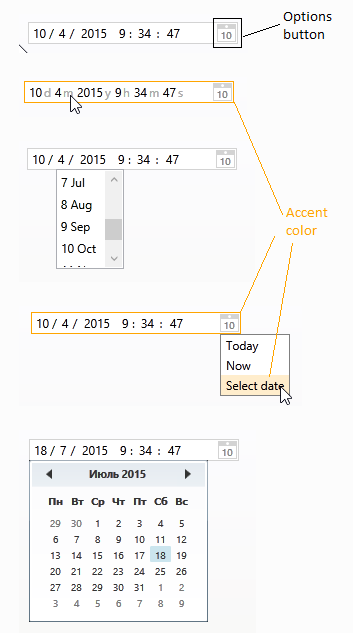 Options
button
10 / 4 / 2015 9 : 34 : 47
10
10 d 4 m 2015 y 9 h 34 m 47 s
10
10 / 4 / 2015 9 : 34 : 47
10
7 Jul
8 Aug
9 Sep
10 Oct
Accent
color
10 / 4 / 2015 9 : 34 : 47
10
Today
Now
Select date
18 / 7 / 2015 9 : 34 : 47
10
Июль 2015
Пн Вт Ср Чт Пт Сб Вс
29 30 1 2 3 4 5
6 7 8 9 10 11 12
13 14 15 16 17 18 19
20 21 22 23 24 25 26
27 28 29 30 31 1 2
3 4 5 6 7 8 9